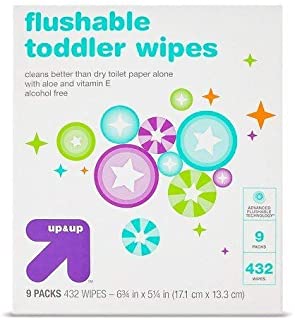 flushable
toddler wipes
cleans better than dry toilet paper alone
with aloe and vitamin E
alcohol free
up&up
ADVANCED
FLUSHABLE
TECHNOLOGY
9
PACKS
432
WIPES
9 PACKS 432 WIPES – 6¾ in x 5¼ in (17.1 cm x 13.3 cm)